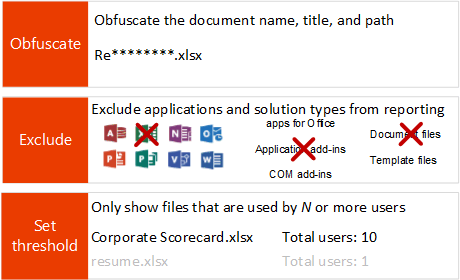 Obfuscate
Obfuscate the document name, title, and path
Re********.xlsx
Exclude
Exclude applications and solution types from reporting
A
N
O
P
P
V
W
apps for Office
Application add-ins
COM add-ins
Document files
Template files
Set
threshold
Only show files that are used by N or more users
Corporate Scorecard.xlsx Total users: 10
resume.xlsx Total users: 1